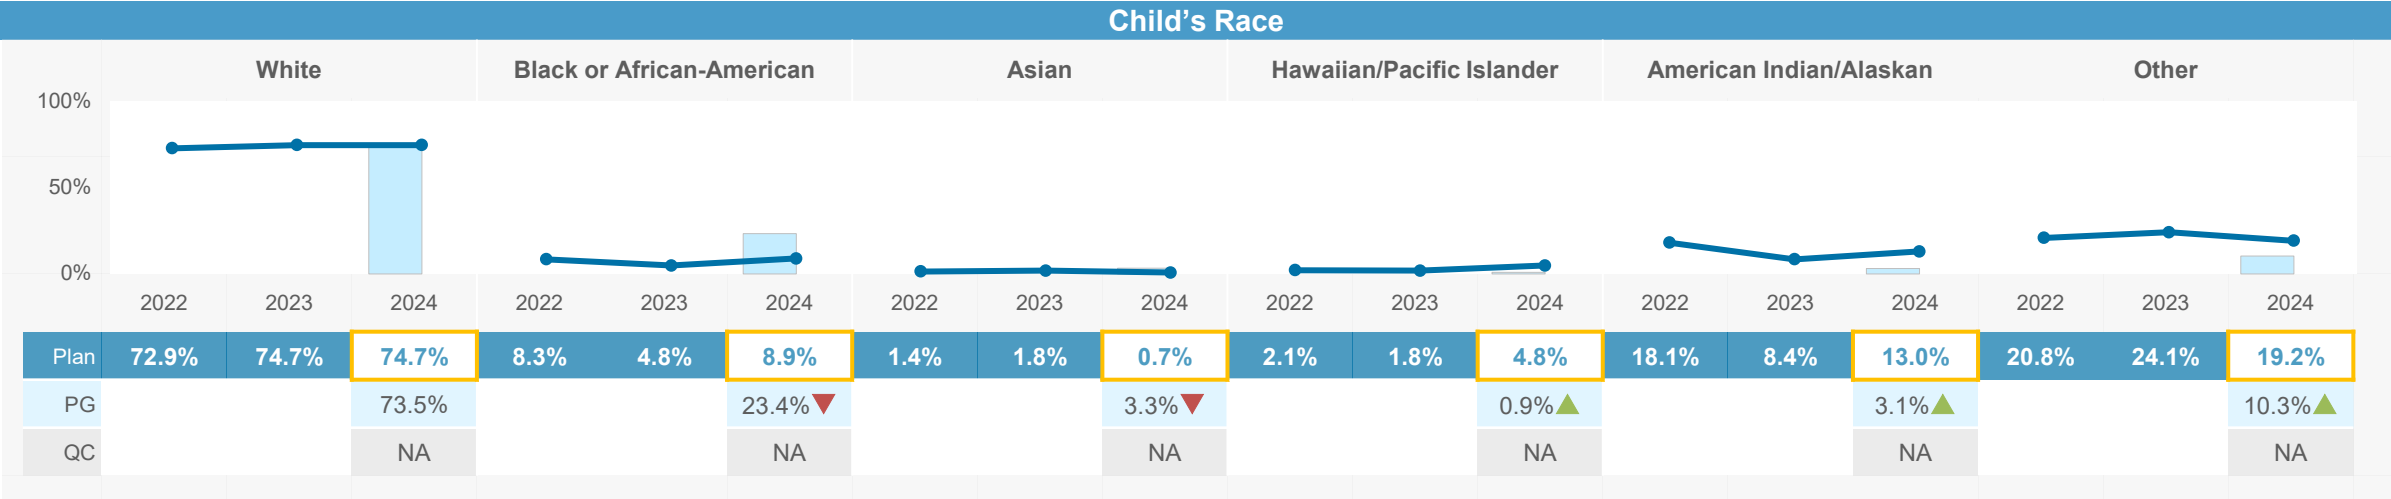 Child’s Race
White Black or African-American Asian Hawaiian/Pacific Islander American Indian/Alaskan Other
100%
50%
0%
2022 2023 2024 2022 2023 2024 2022 2023 2024 2022 2023 2024 2022 2023 2024 2022 2023 2024
Plan 72.9% 74.7% 74.7% 8.3% 4.8% 8.9% 1.4% 1.8% 0.7% 2.1% 1.8% 4.8% 18.1% 8.4% 13.0% 20.8% 24.1% 19.2%
PG 73.5% 23.4% 3.3% 0.9% 3.1% 10.3%
QC NA NA NA NA NA NA